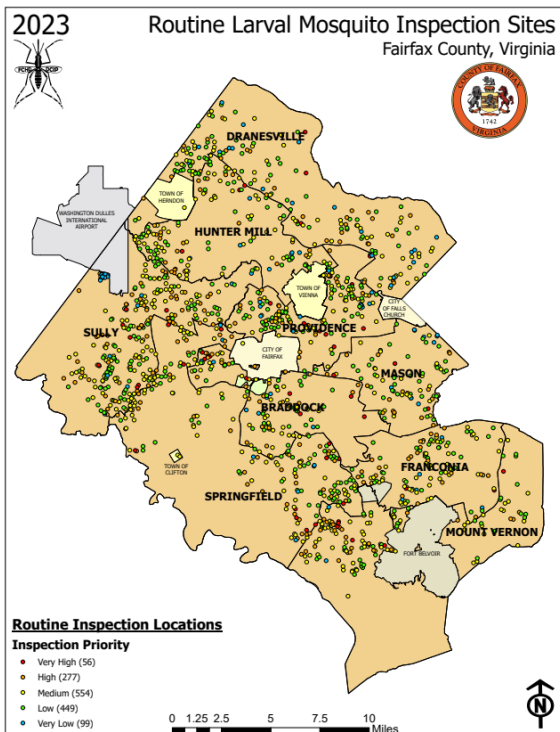 2023
Routine Larval Mosquito Inspection Sites
Fairfax County, Virginia
FCHS
DCIP
COUNTY OF FAIRFAX
1742
VIRGINIA
DRANESVILLE
TOWN OF
HERNDON
WASHINGTON DULLES
INTERNATIONAL
AIRPORT
HUNTER MILL
TOWN OF
VIENNA
CITY
OF FALLS
CHURCH
SULLY
PROVIDENCE
CITY OF
FAIRFAX
MASON
BRADDOCK
TOWN OF
CLIFTON
FRANCONIA
SPRINGFIELD
MOUNT VERNON
FORT BELVOIR
Routine Inspection Locations
Inspection Priority
Very High (56)
High (277)
Medium (554)
Low (449)
Very Low (99)
0 1.25 2.5 5 7.5 10
Miles
N